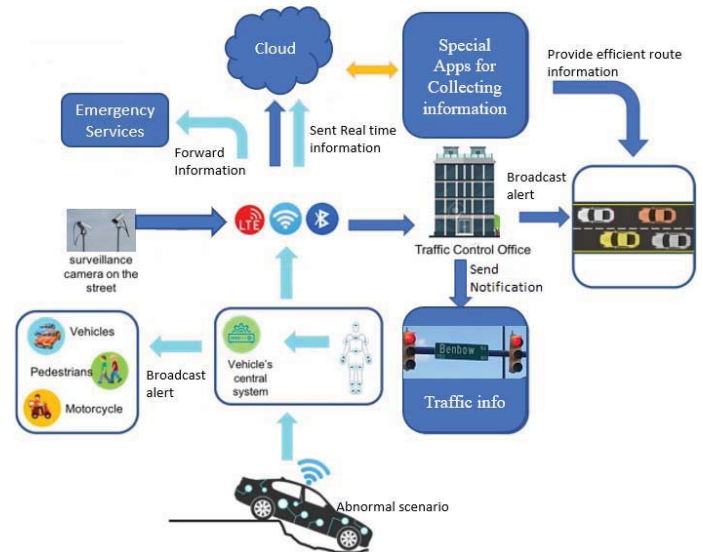 Cloud
Special
Apps for
Collecting
information
Provide efficient route
information
Emergency
Services
Forward
Information
Sent Real time
information
Broadcast
alert
LTE
surveillance
camera on the
street
Traffic Control Office
Send
Notification
Vehicles
Pedestrians
Motorcycle
Broadcast
alert
Vehicle's
central
system
Benbow
Traffic info
Abnormal scenario